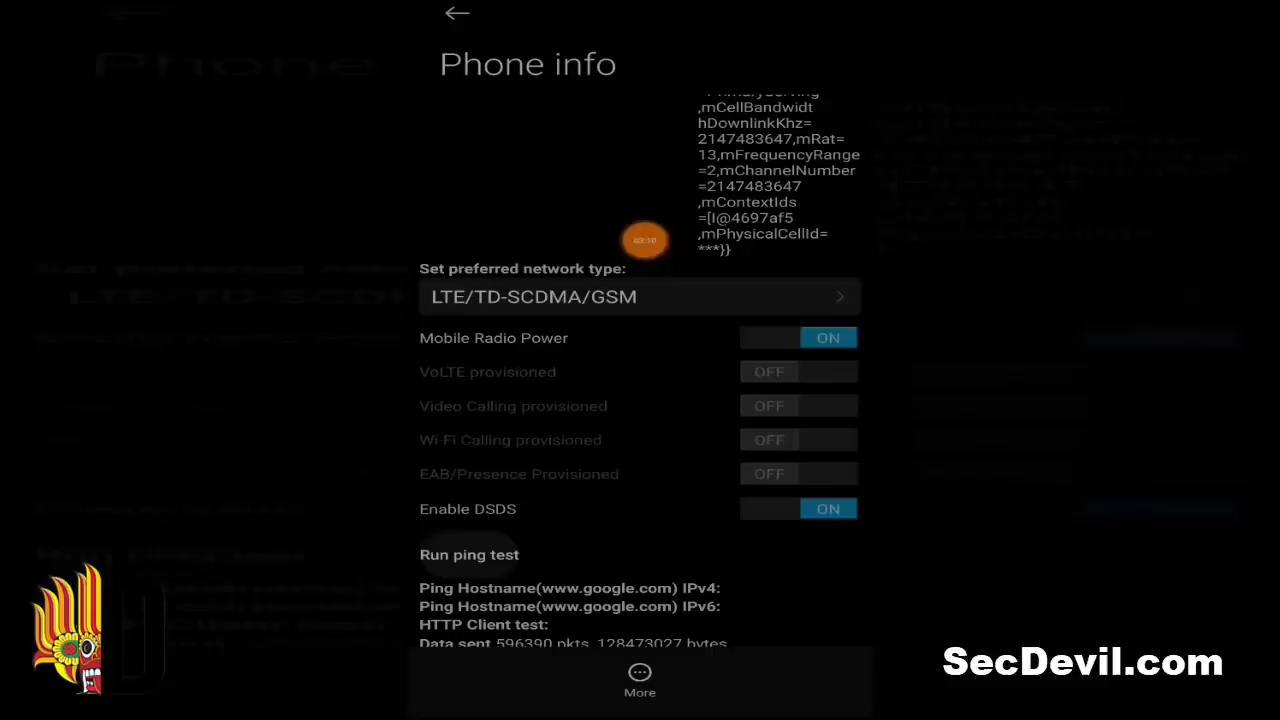 Phone info
,mCellBandwidt
hDownlinkKhz=
2147483647,mRat=
13,mFrequencyRange
=2,mChannelNumber
=2147483647
,mContextIds
=[I@4697af5
,mPhysicalCellId=
***}}
03:10
Set preferred network type:
LTE/TD-SCDMA/GSM
Mobile Radio Power ON
VoLTE provisioned OFF
Video Calling provisioned OFF
Wi-Fi Calling provisioned OFF
EAB/Presence Provisioned OFF
Enable DSDS ON
Run ping test
Ping Hostname(www.google.com) IPv4:
Ping Hostname(www.google.com) IPv6:
HTTP Client test:
Data sent 596390 pkts, 128473027 bytes
More
SecDevil.com